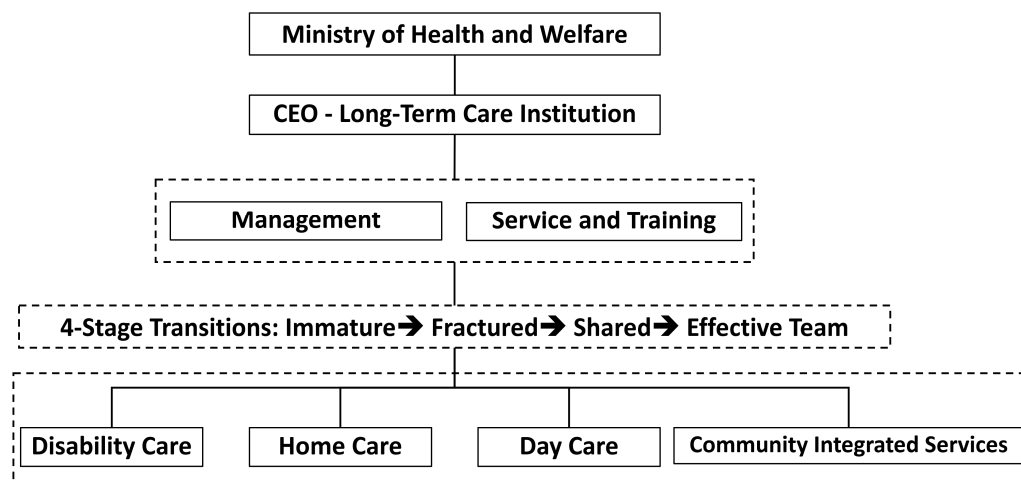 Ministry of Health and Welfare
CEO - Long-Term Care Institution
Management
Service and Training
4-Stage Transitions: Immature➔ Fractured➔ Shared➔ Effective Team
Disability Care
Home Care
Day Care
Community Integrated Services